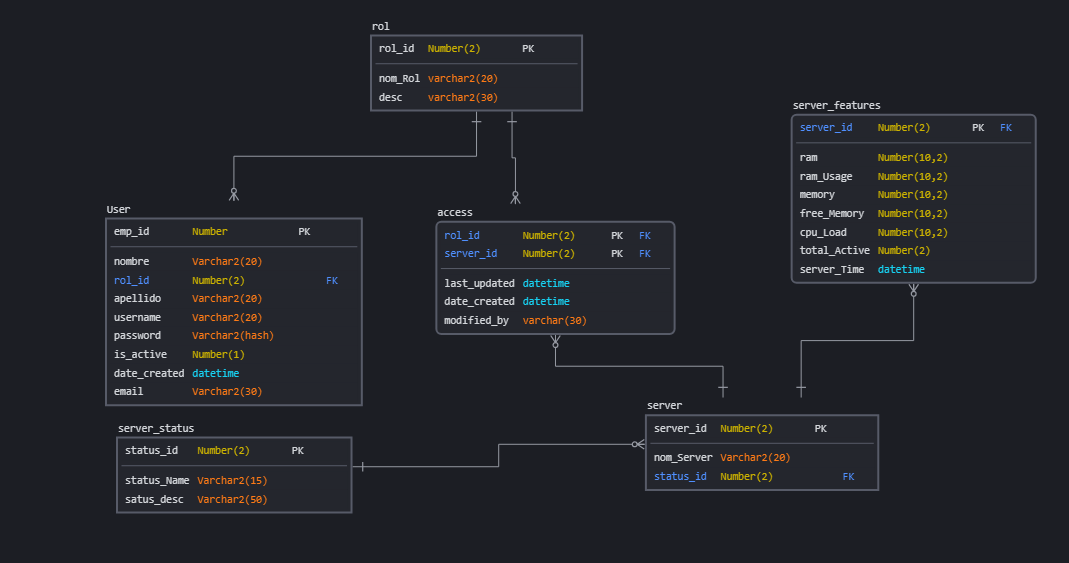 rol
rol_id Number(2) PK
nom_Rol varchar2(20)
desc varchar2(30)
server_features
server_id Number(2) PK FK
ram Number(10,2)
ram_Usage Number(10,2)
memory Number(10,2)
free_Memory Number(10,2)
cpu_Load Number(10,2)
total_Active Number(2)
server_Time datetime
User
emp_id Number PK
nombre Varchar2(20)
rol_id Number(2) FK
apellido Varchar2(20)
username Varchar2(20)
password Varchar2(hash)
is_active Number(1)
date_created datetime
email Varchar2(30)
access
rol_id Number(2) PK FK
server_id Number(2) PK FK
last_updated datetime
date_created datetime
modified_by varchar(30)
server
server_id Number(2) PK
nom_Server Varchar2(20)
status_id Number(2) FK
server_status
status_id Number(2) PK
status_Name Varchar2(15)
satus_desc Varchar2(50)